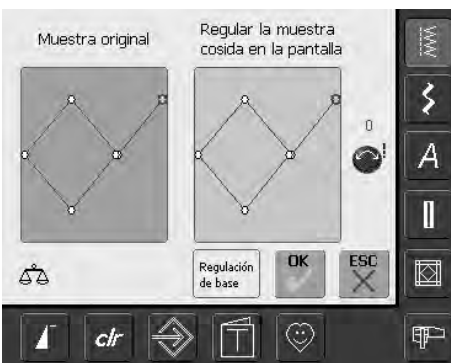 Muestra original
Regular la muestra
cosida en la pantalla
0
A
Regulación
de base
OK
ESC
clr
T